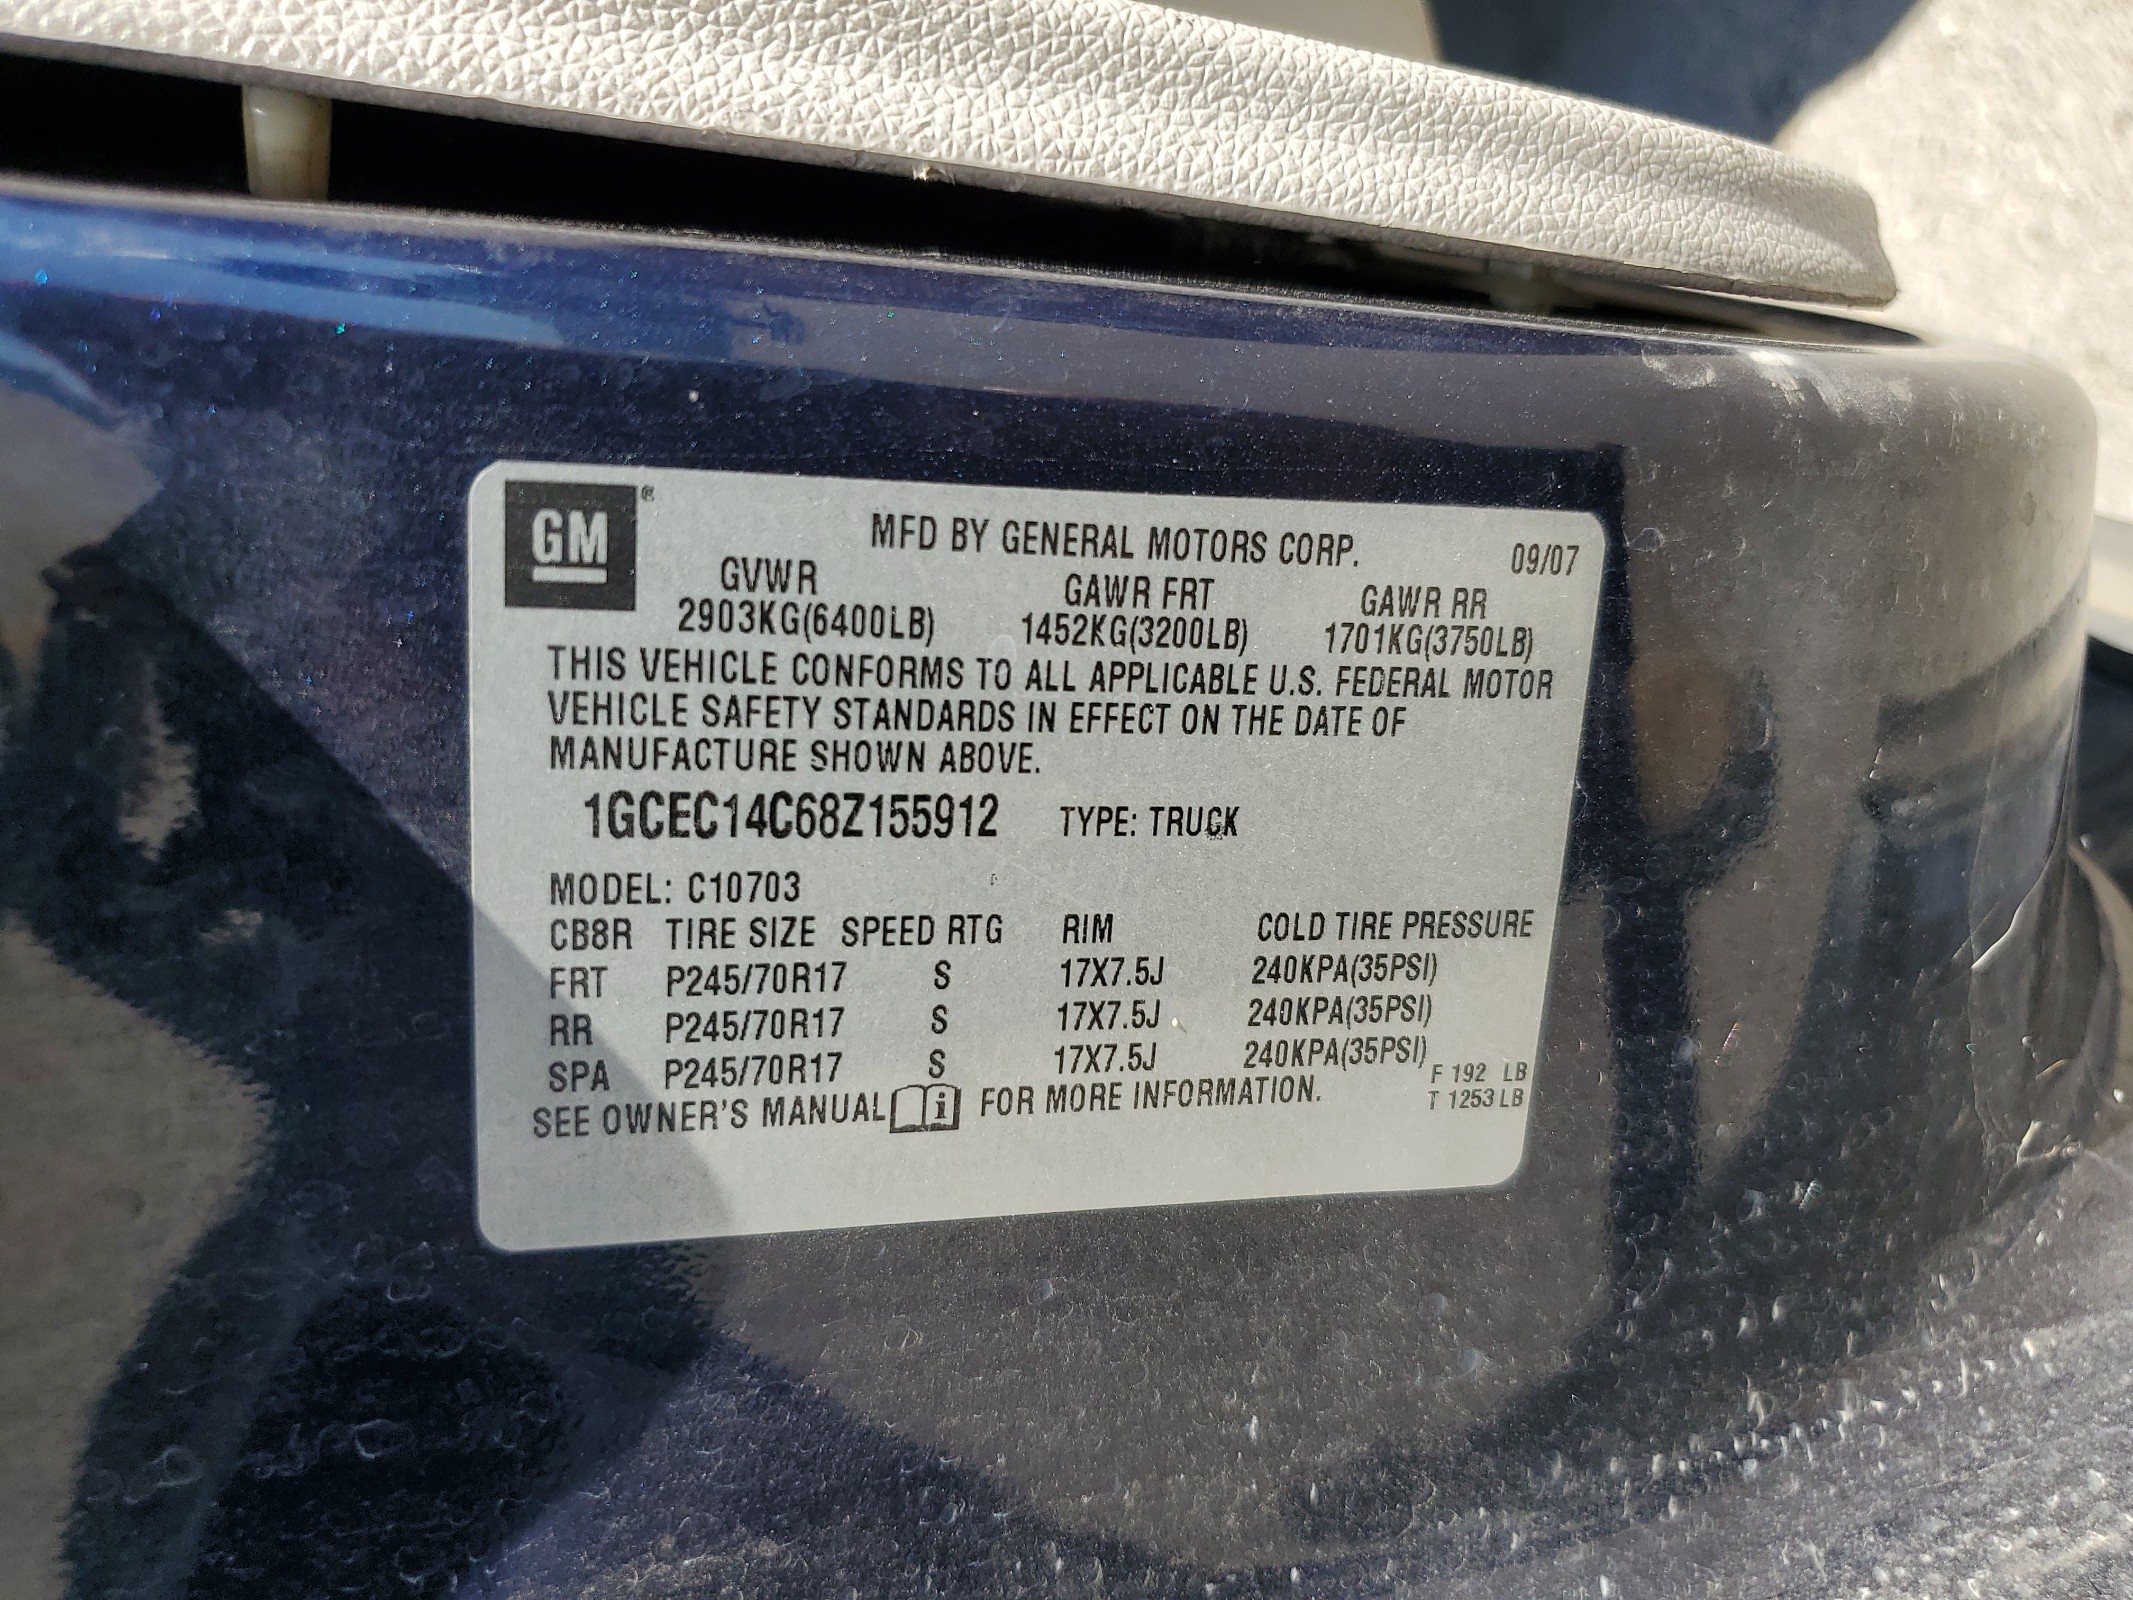 GM ®
MFD BY GENERAL MOTORS CORP. 09/07
GVWR GAWR FRT GAWR RR
2903KG(6400LB) 1452KG(3200LB) 1701KG(3750LB)
THIS VEHICLE CONFORMS TO ALL APPLICABLE U.S. FEDERAL MOTOR
VEHICLE SAFETY STANDARDS IN EFFECT ON THE DATE OF
MANUFACTURE SHOWN ABOVE.
1GCEC14C68Z155912 TYPE: TRUCK
MODEL: C10703
CB8R TIRE SIZE SPEED RTG RIM COLD TIRE PRESSURE
FRT P245/70R17 S 17X7.5J 240KPA(35PSI)
RR P245/70R17 S 17X7.5J 240KPA(35PSI)
SPA P245/70R17 S 17X7.5J 240KPA(35PSI)
F 192 LB
T 1253 LB
SEE OWNER'S MANUAL i FOR MORE INFORMATION.